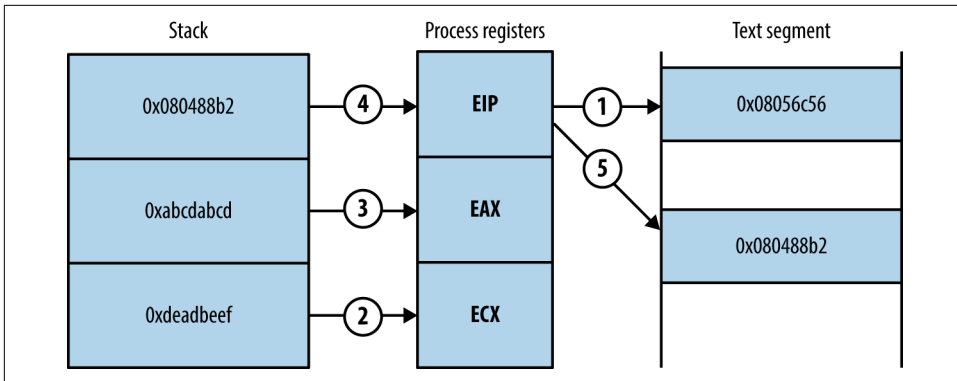 Stack Process registers Text segment
0x080488b2 4 EIP 1 0x08056c56
5
0xabcdabcd 3 EAX
0x080488b2
0xdeadbeef 2 ECX